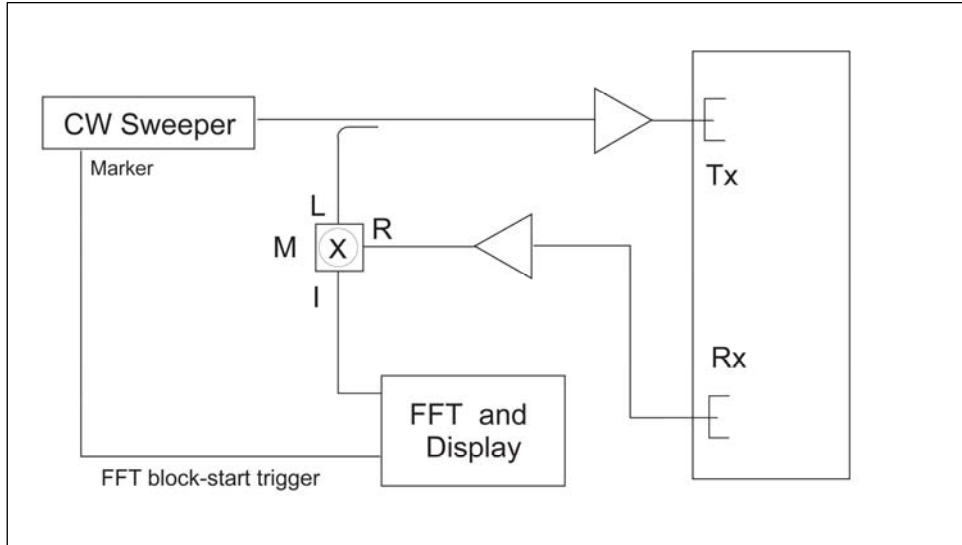 CW Sweeper
Marker
Tx
L
R
M
X
I
Rx
FFT and
Display
FFT block-start trigger